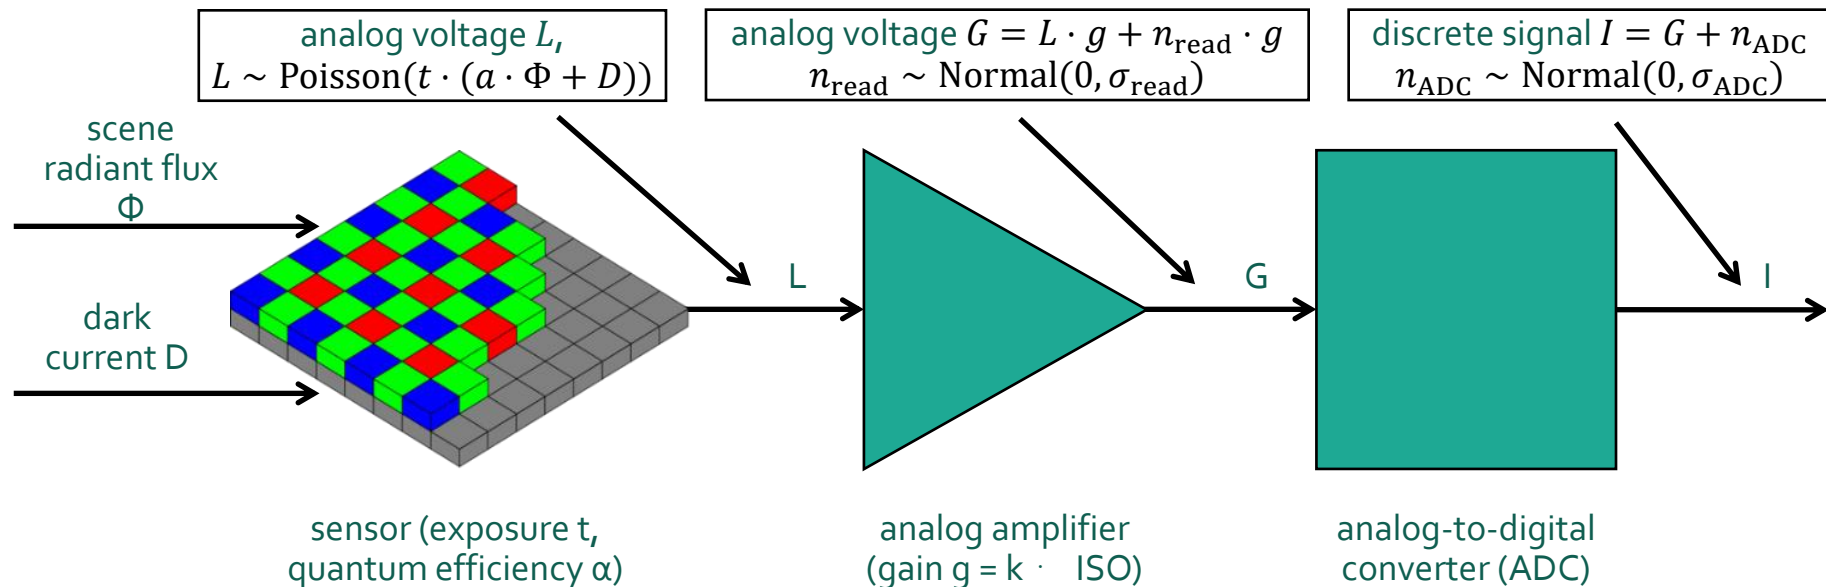 analog voltage L,
L ~ Poisson(t · (a · Φ + D))
analog voltage G = L · g + n_read · g
n_read ~ Normal(0, σ_read)
discrete signal I = G + n_ADC
n_ADC ~ Normal(0, σ_ADC)
scene
radiant flux
Φ
dark
current D
L
G
I
sensor (exposure t,
quantum efficiency α)
analog amplifier
(gain g = k · ISO)
analog-to-digital
converter (ADC)